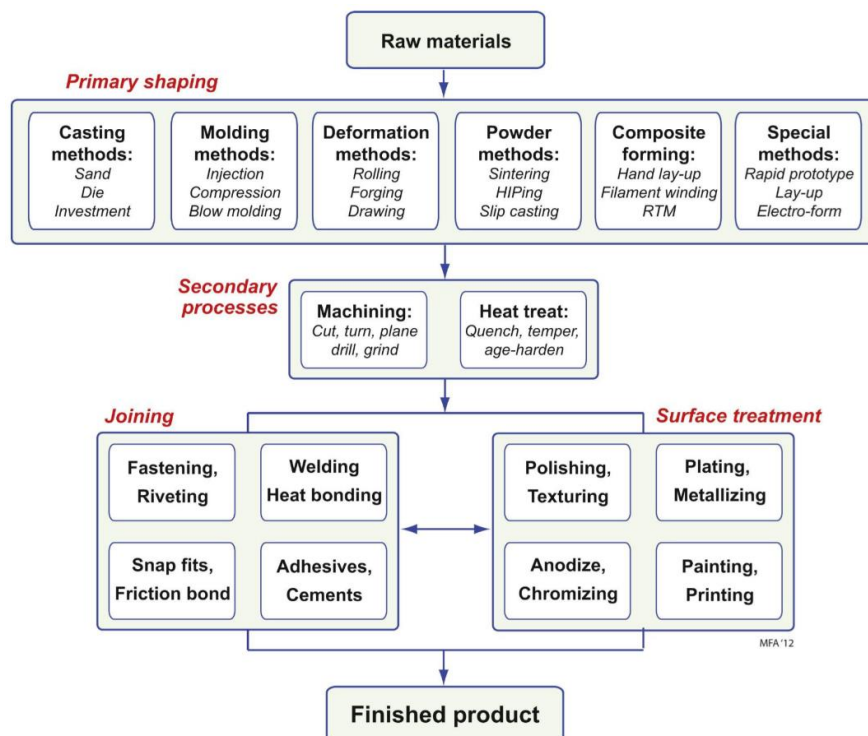 Raw materials
Primary shaping
Casting
methods:
Sand
Die
Investment
Molding
methods:
Injection
Compression
Blow molding
Deformation
methods:
Rolling
Forging
Drawing
Powder
methods:
Sintering
HIPing
Slip casting
Composite
forming:
Hand lay-up
Filament winding
RTM
Special
methods:
Rapid prototype
Lay-up
Electro-form
Secondary
processes
Machining:
Cut, turn, plane
drill, grind
Heat treat:
Quench, temper,
age-harden
Joining
Fastening,
Riveting
Welding
Heat bonding
Snap fits,
Friction bond
Adhesives,
Cements
Surface treatment
Polishing,
Texturing
Plating,
Metallizing
Anodize,
Chromizing
Painting,
Printing
MFA '12
Finished product